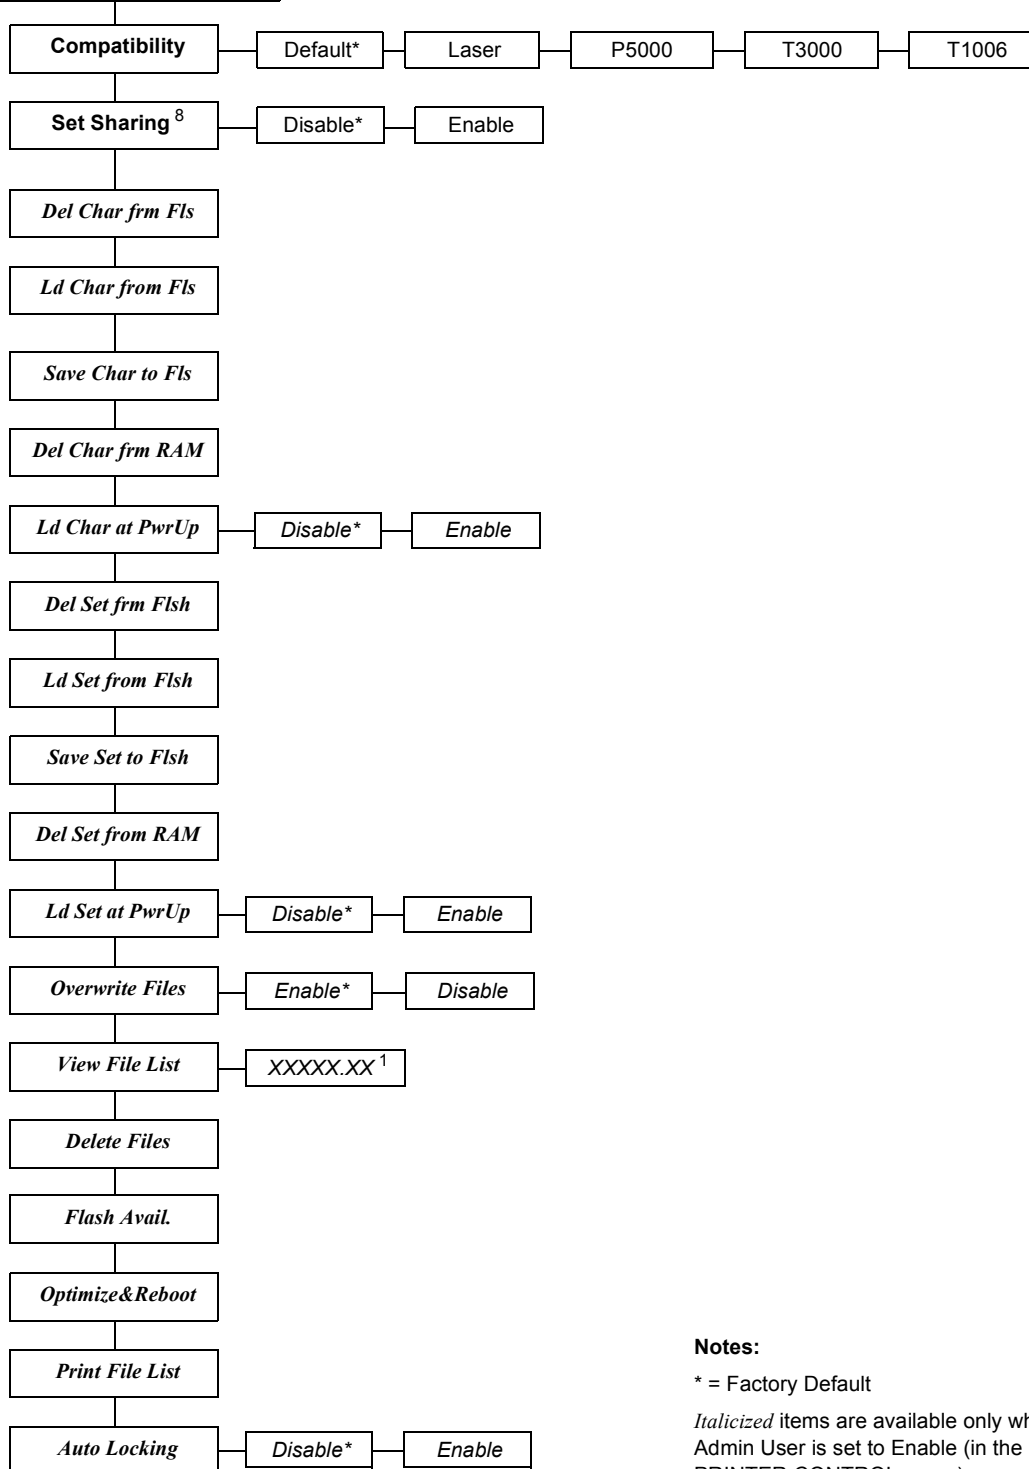 Compatibility Default* Laser P5000 T3000 T1006
Set Sharing 8 Disable* Enable
Del Char frm Fls
Ld Char from Fls
Save Char to Fls
Del Char frm RAM
Ld Char at PwrUp Disable* Enable
Del Set frm Flsh
Ld Set from Flsh
Save Set to Flsh
Del Set from RAM
Ld Set at PwrUp Disable* Enable
Overwrite Files Enable* Disable
View File List XXXXX.XX 1
Delete Files
Flash Avail.
Optimize&Reboot
Print File List
Auto Locking Disable* Enable
Notes:
* = Factory Default
Italicized items are available only
Admin User is set to Enable (in the